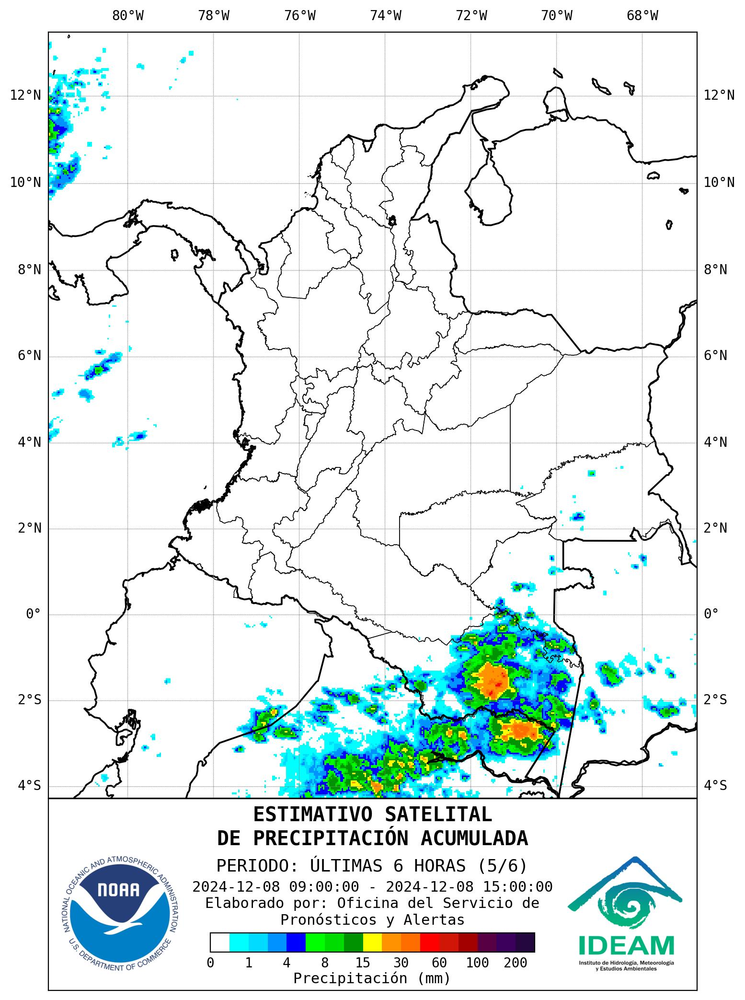 80°W 78°W 76°W 74°W 72°W 70°W 68°W
12°N 12°N
10°N 10°N
8°N 8°N
6°N 6°N
4°N 4°N
2°N 2°N
0° 0°
2°S 2°S
4°S 4°S
ESTIMATIVO SATELITAL
DE PRECIPITACIÓN ACUMULADA
PERIODO: ÚLTIMAS 6 HORAS (5/6)
2024-12-08 09:00:00 - 2024-12-08 15:00:00
Elaborado por: Oficina del Servicio de
Pronósticos y Alertas
0 1 4 8 15 30 60 100 200
Precipitación (mm)
NATIONAL OCEANIC AND ATMOSPHERIC ADMINISTRATION
NOAA
U.S. DEPARTMENT OF COMMERCE
IDEAM
Instituto de Hidrología, Meteorología
y Estudios Ambientales